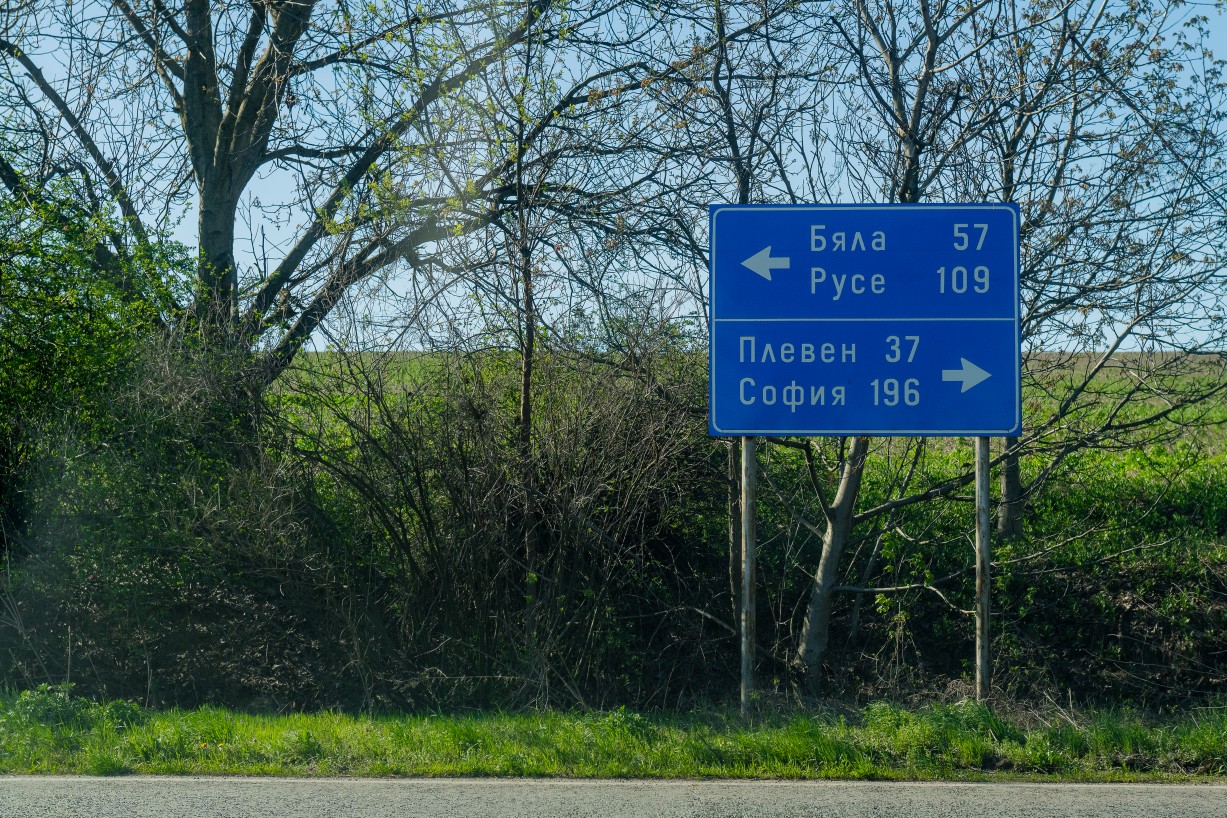 Бяла 57
Русе 109
Плевен 37
София 196